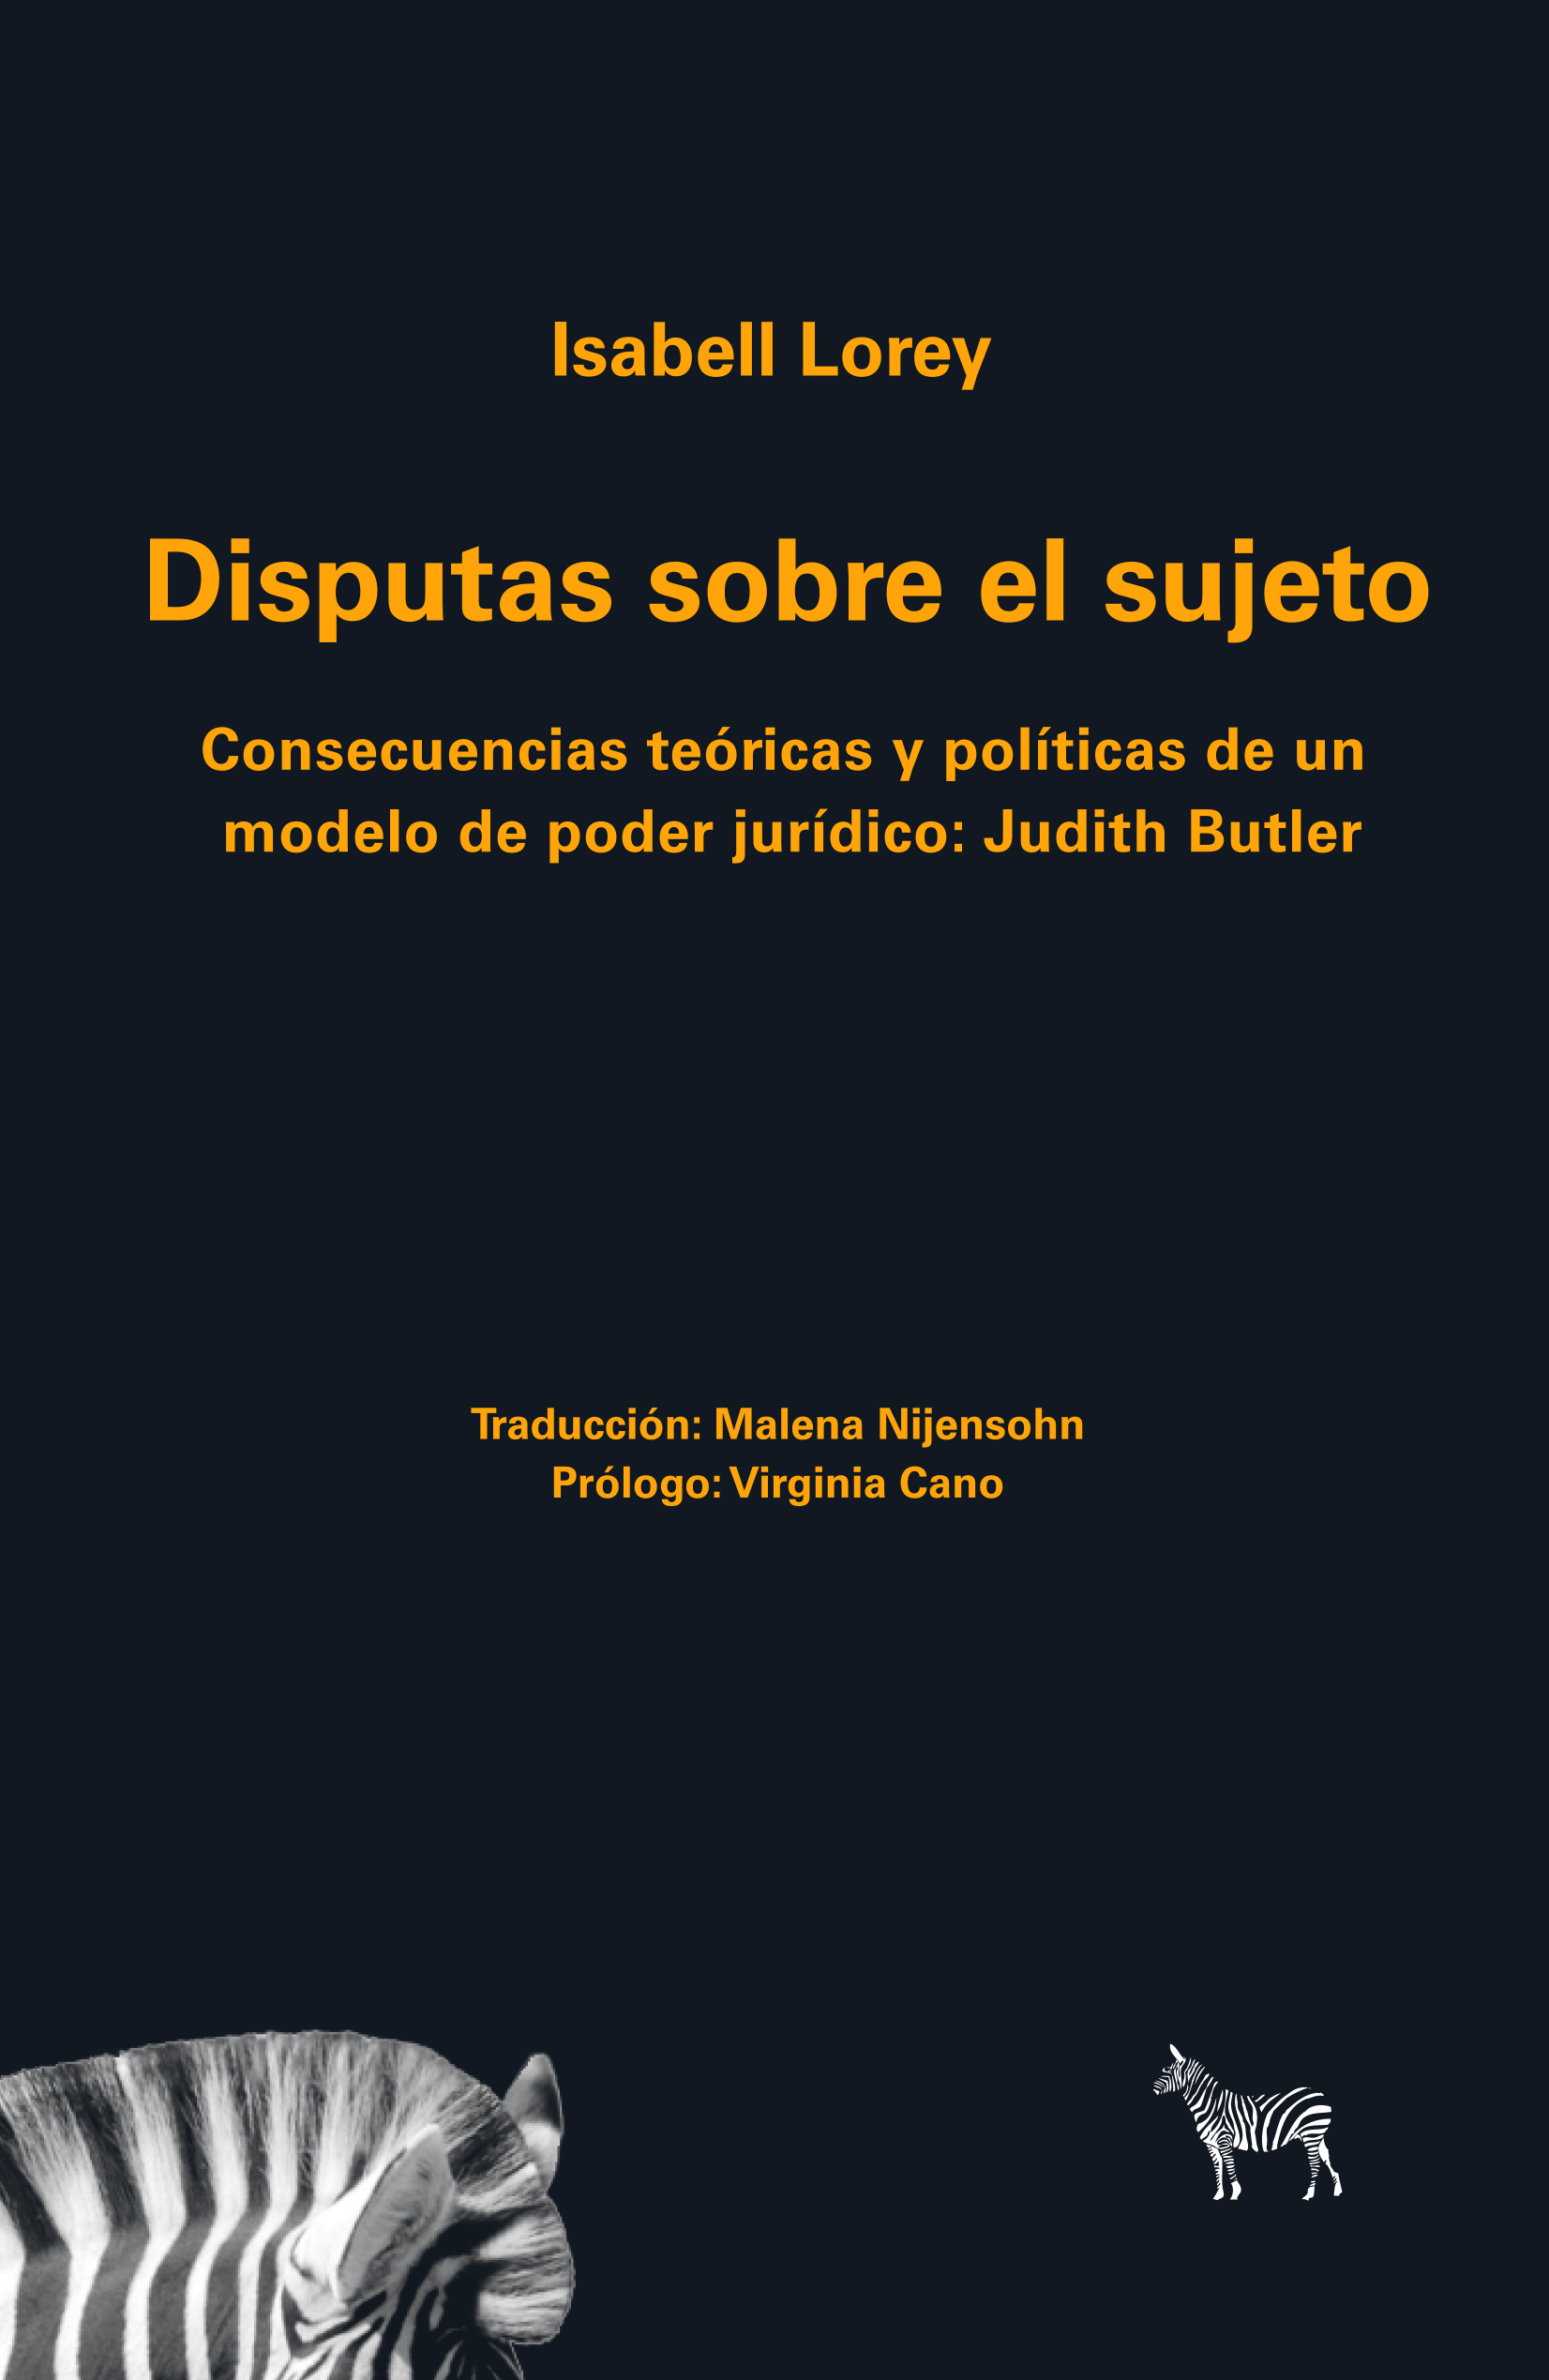 Isabell Lorey
Disputas sobre el sujeto
Consecuencias teóricas y políticas de un
modelo de poder jurídico: Judith Butler
Traducción: Malena Nijensohn
Prólogo: Virginia Cano